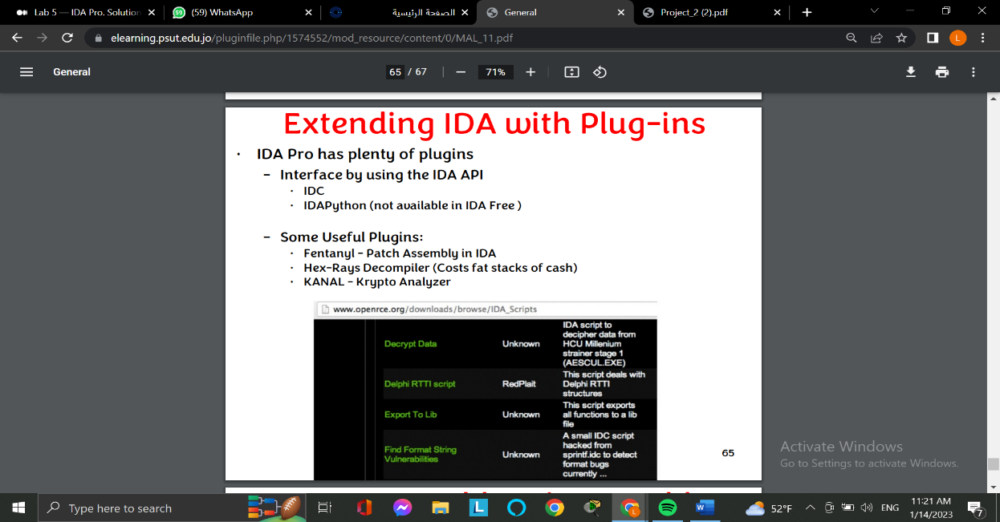 Lab 5 — IDA Pro. Solution
59 (59) WhatsApp
الصفحة الرئيسية
General
Project_2 (2).pdf
elearning.psut.edu.jo/pluginfile.php/1574552/mod_resource/content/0/MAL_11.pdf
L
General
65 / 67
71%
Extending IDA with Plug-ins
• IDA Pro has plenty of plugins
– Interface by using the IDA API
• IDC
• IDAPython (not available in IDA Free )
– Some Useful Plugins:
• Fentanyl – Patch Assembly in IDA
• Hex-Rays Decompiler (Costs fat stacks of cash)
• KANAL – Krypto Analyzer
www.openrce.org/downloads/browse/IDA_Scripts
Decrypt Data
Unknown
IDA script to
decipher data from
HCU Millenium
strainer stage 1
(AESCUL.EXE)
Delphi RTTI script
RedPlait
This script deals with
Delphi RTTI
structures
Export To Lib
Unknown
This script exports
all functions to a lib
file
Find Format String
Vulnerabilities
Unknown
A small IDC script
hacked from
sprintf.idc to detect
format bugs
currently ...
65
Activate Windows
Go to Settings to activate Windows.
Type here to search
L
L
52°F
ENG
11:21 AM
1/14/2023
7